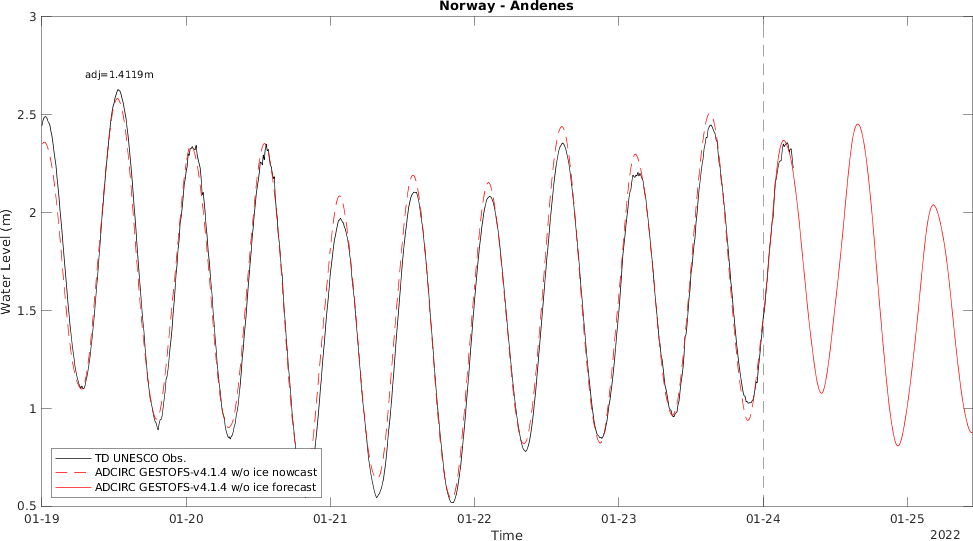 Norway - Andenes
3
adj=1.4119m
2.5
2
1.5
1
0.5
Water Level (m)
TD UNESCO Obs.
ADCIRC GESTOFS-v4.1.4 w/o ice nowcast
ADCIRC GESTOFS-v4.1.4 w/o ice forecast
01-19 01-20 01-21 01-22 01-23 01-24 01-25
Time
2022